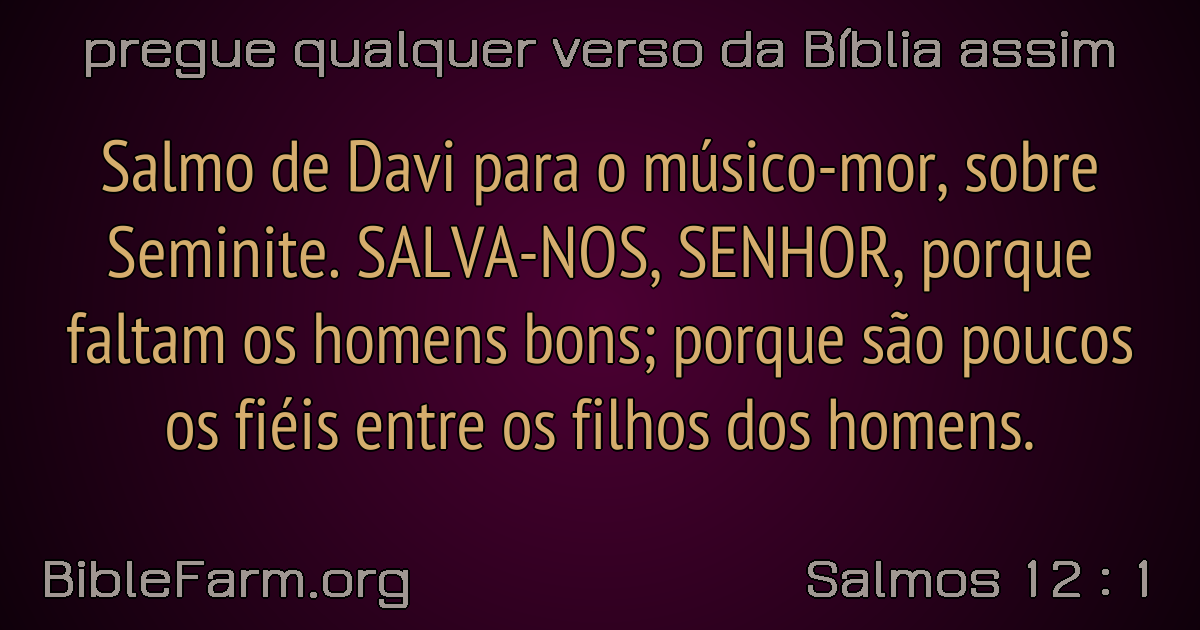 pregue qualquer verso da Bíblia assim
Salmo de Davi para o músico-mor, sobre
Seminite. SALVA-NOS, SENHOR, porque
faltam os homens bons; porque são poucos
os fiéis entre os filhos dos homens.
BibleFarm.org
Salmos 12 : 1